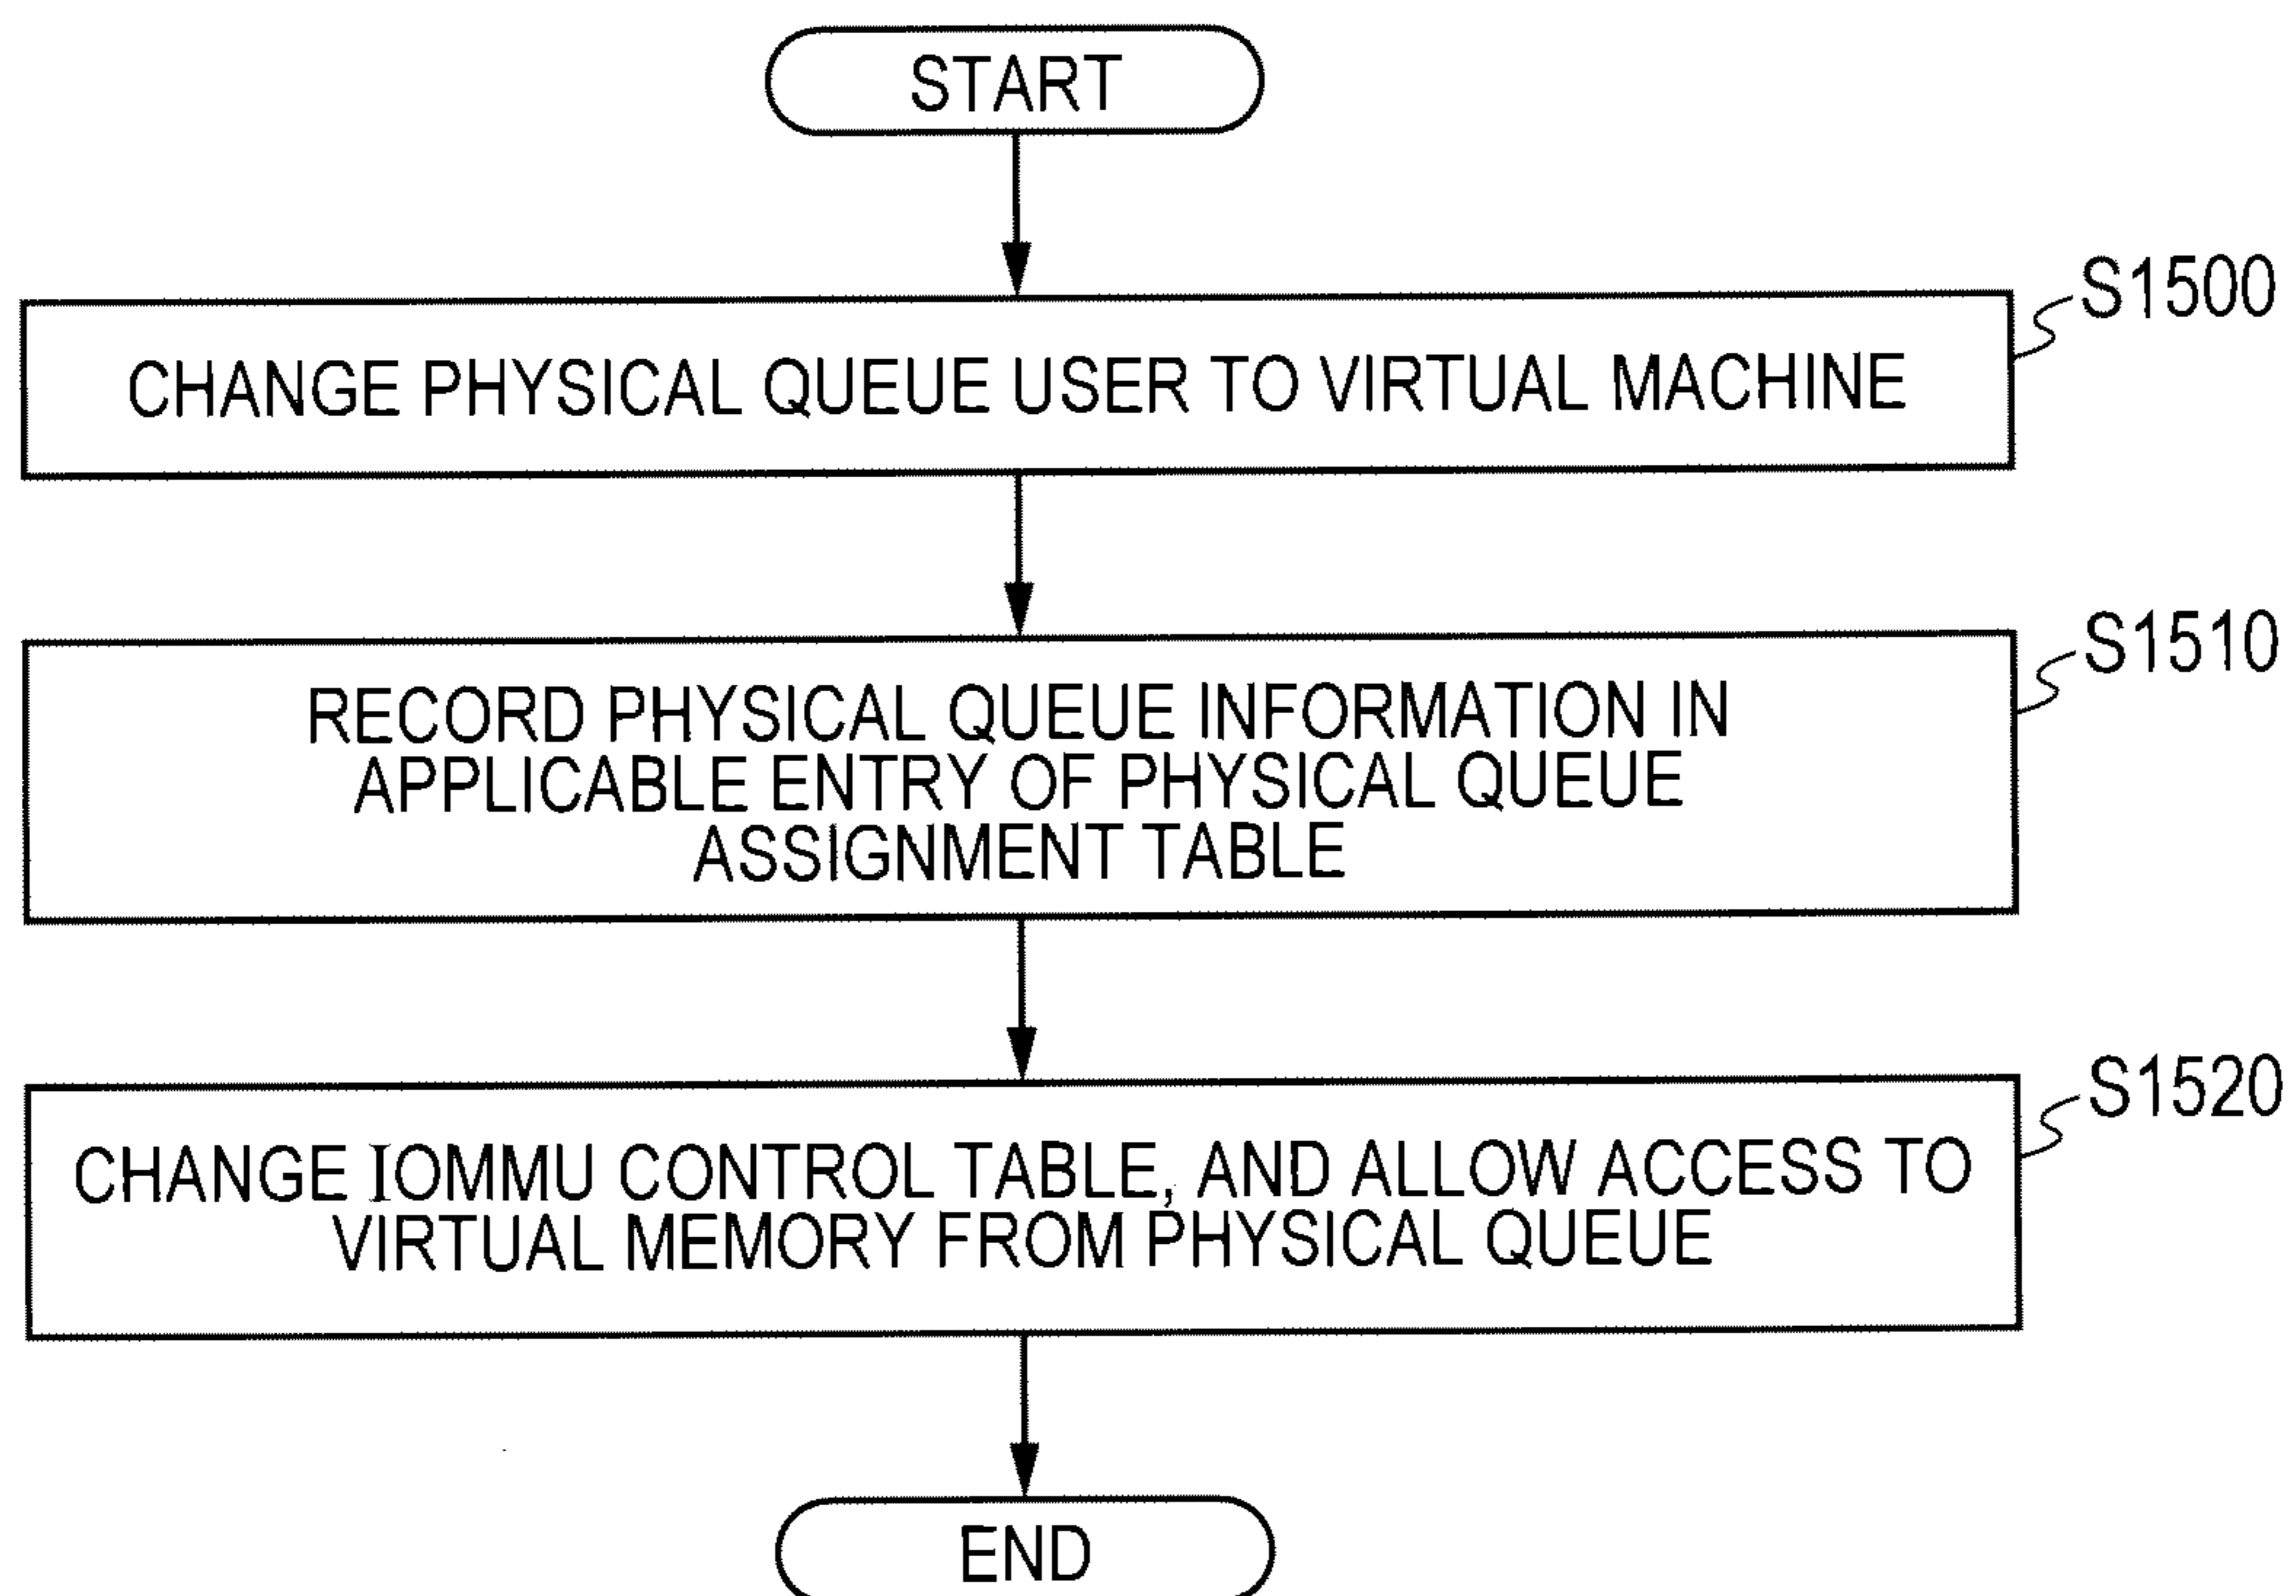 START
S1500
CHANGE PHYSICAL QUEUE USER TO VIRTUAL MACHINE
S1510
RECORD PHYSICAL QUEUE INFORMATION IN
APPLICABLE ENTRY OF PHYSICAL QUEUE
ASSIGNMENT TABLE
S1520
CHANGE IOMMU CONTROL TABLE, AND ALLOW ACCESS TO
VIRTUAL MEMORY FROM PHYSICAL QUEUE
END